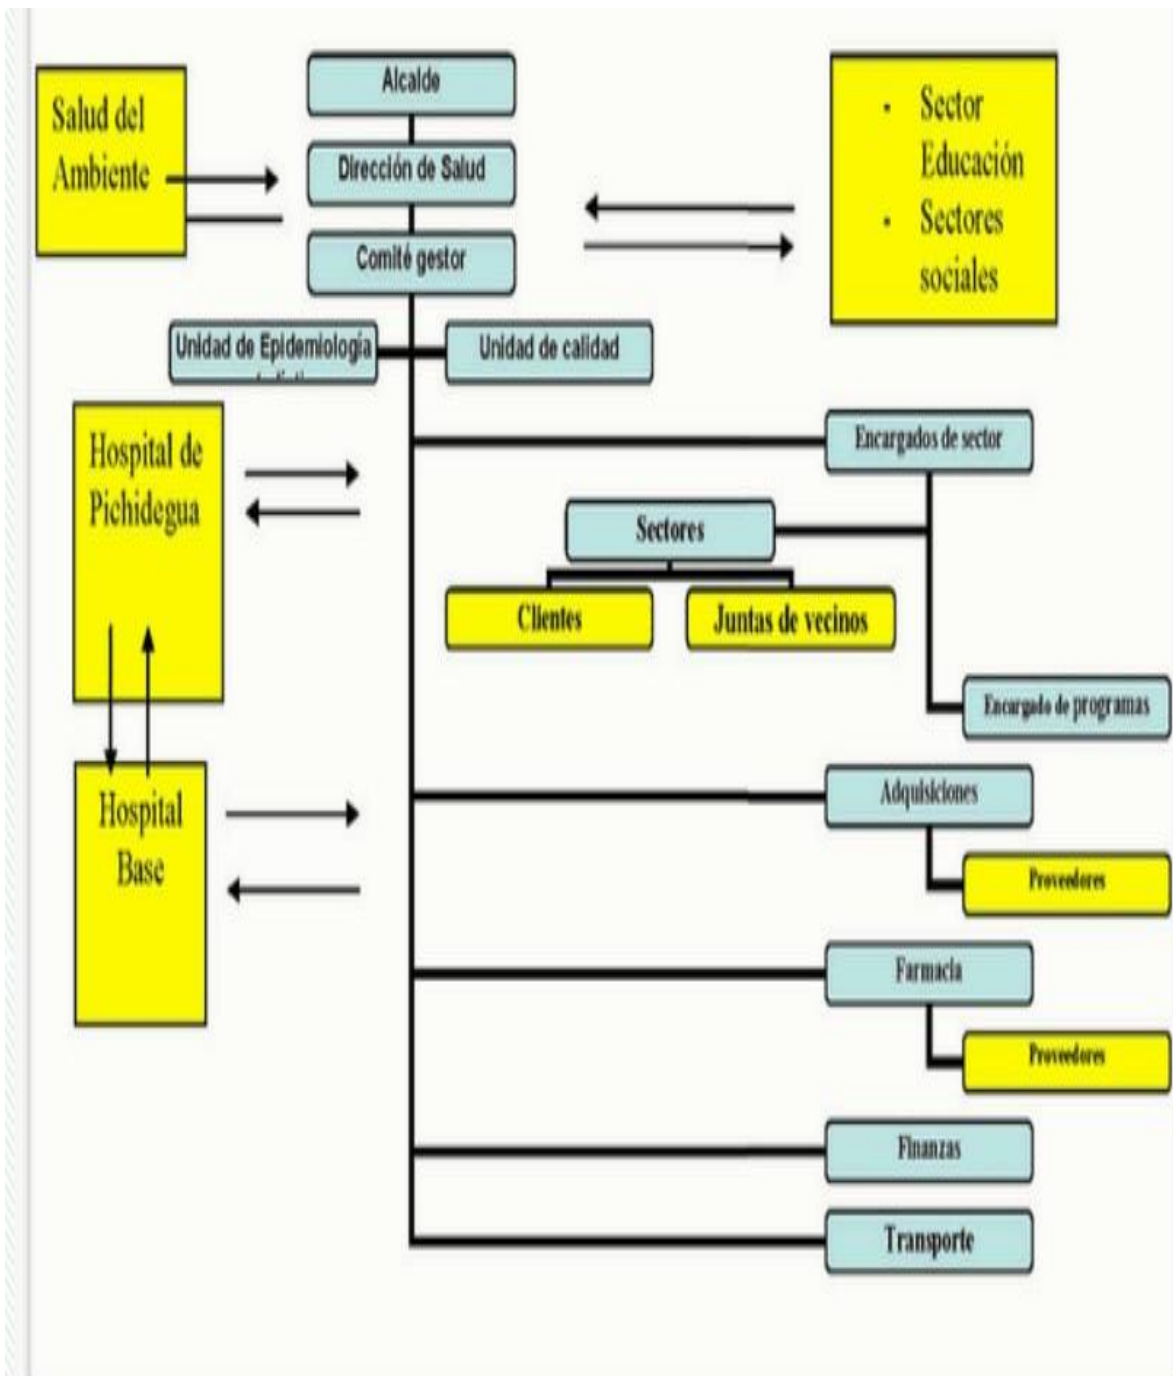 Alcalde
Salud del
Ambiente
Dirección de Salud
Comité gestor
- Sector
Educación
- Sectores
sociales
Unidad de Epidemiología
Unidad de calidad
Hospital de
Pichidegua
Encargados de sector
Sectores
Clientes
Juntas de vecinos
Encargado de programas
Hospital
Base
Adquisiciones
Proveedores
Farmacia
Proveedores
Finanzas
Transporte